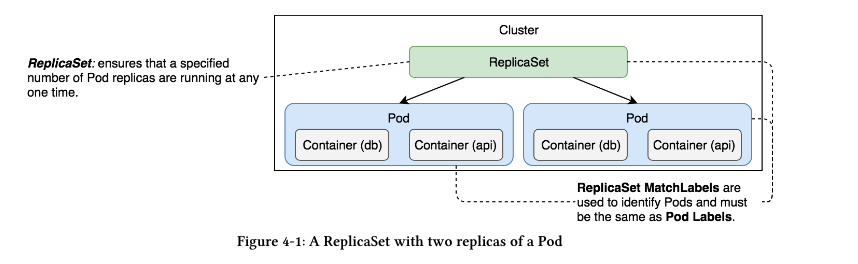 Cluster
ReplicaSet: ensures that a specified
number of Pod replicas are running at any
one time.
ReplicaSet
Pod
Container (db)
Container (api)
Pod
Container (db)
Container (api)
ReplicaSet MatchLabels are
used to identify Pods and must
be the same as Pod Labels.
Figure 4-1: A ReplicaSet with two replicas of a Pod